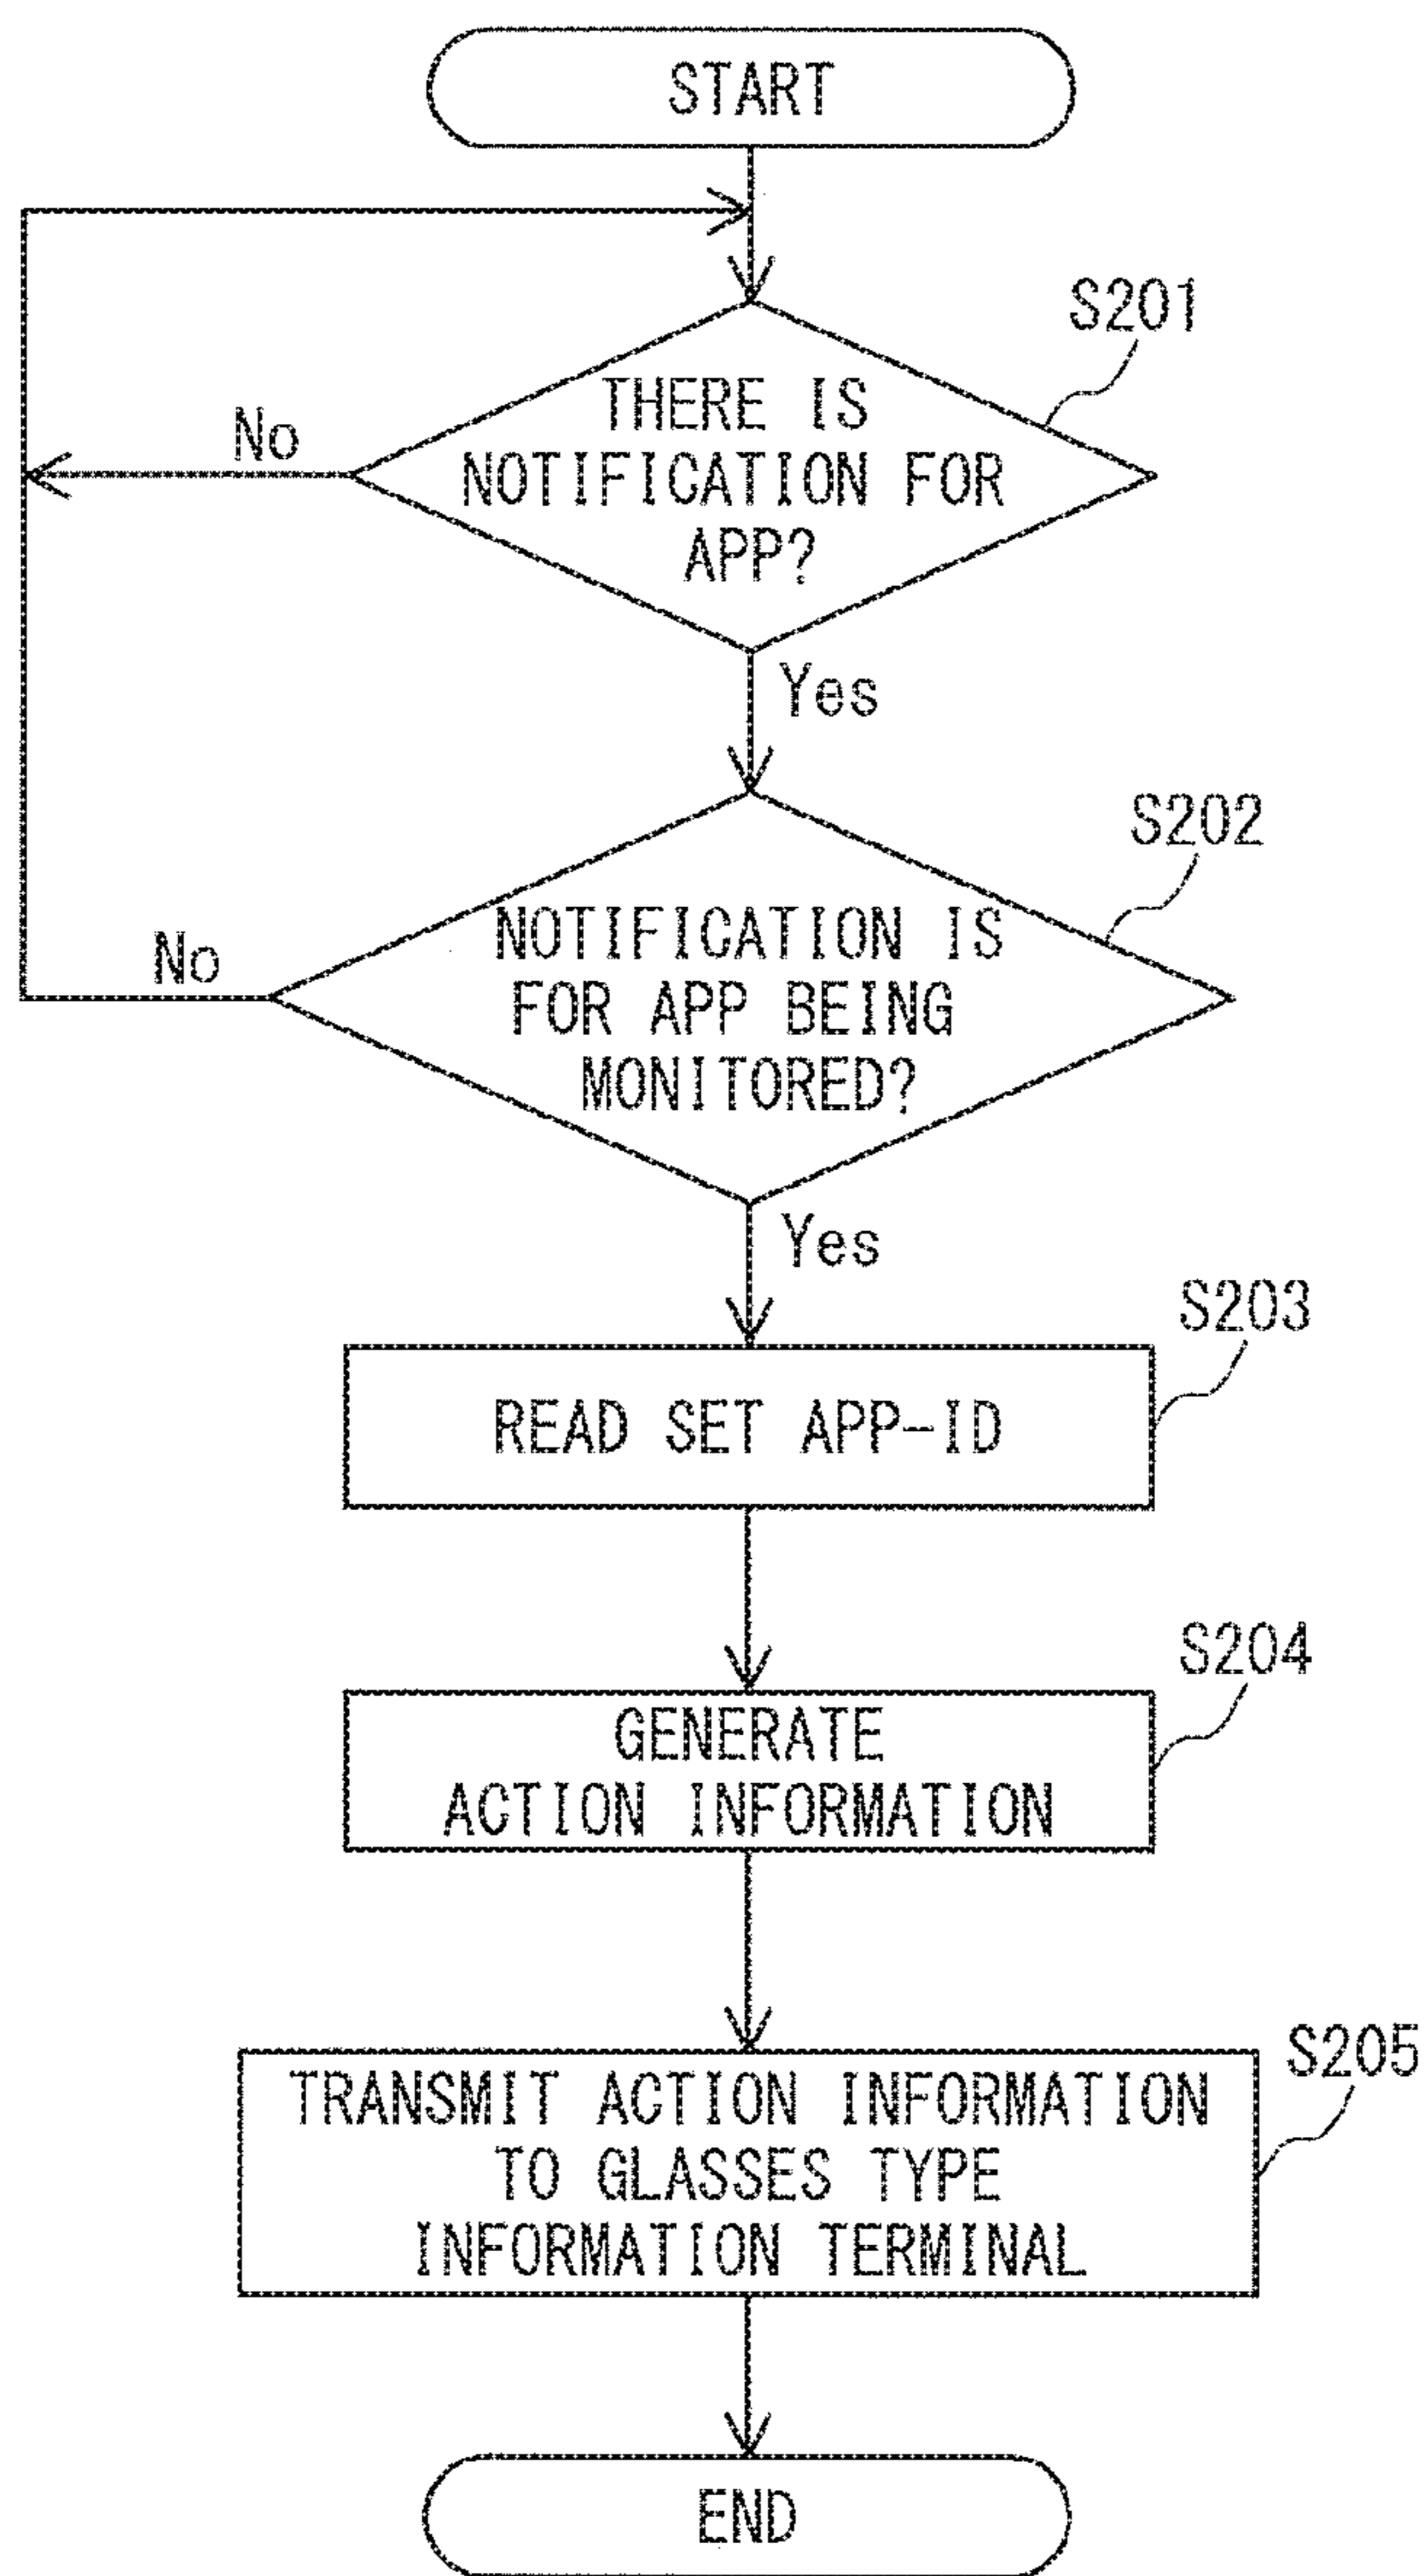 START
S201
THERE IS
NOTIFICATION FOR
APP?
No
Yes
S202
NOTIFICATION IS
FOR APP BEING
MONITORED?
No
Yes
S203
READ SET APP-ID
S204
GENERATE
ACTION INFORMATION
S205
TRANSMIT ACTION INFORMATION
TO GLASSES TYPE
INFORMATION TERMINAL
END